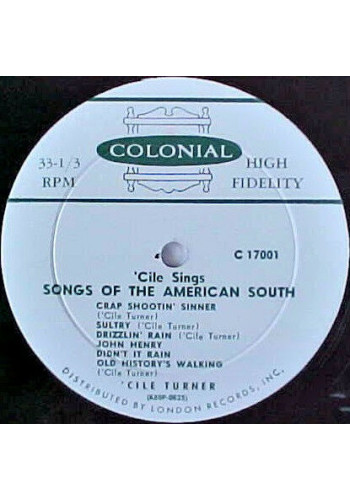 COLONIAL
33-1/3 HIGH
RPM FIDELITY
C 17001
'Cile Sings
SONGS OF THE AMERICAN SOUTH
CRAP SHOOTIN' SINNER
('Cile Turner)
SULTRY ('Cile Turner)
DRIZZLIN' RAIN ('Cile Turner)
JOHN HENRY
DIDN'T IT RAIN
OLD HISTORY'S WALKING
('Cile Turner)
'CILE TURNER
DISTRIBUTED BY LONDON RECORDS, INC.